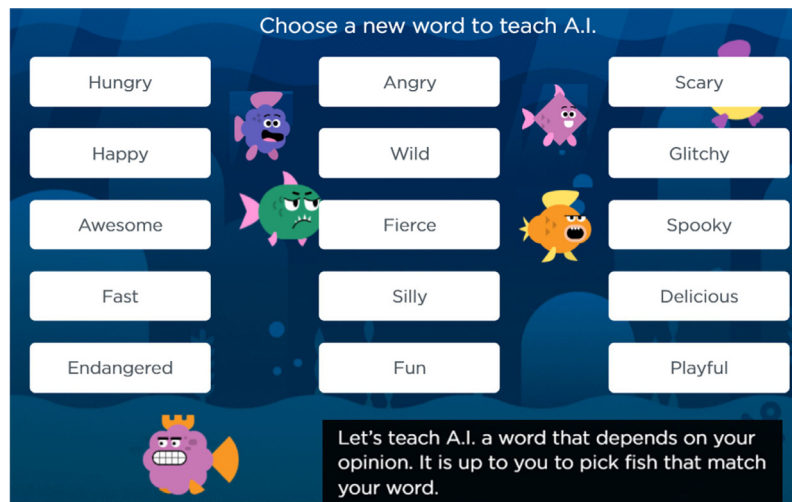 Choose a new word to teach A.I.
Hungry
Angry
Scary
Happy
Wild
Glitchy
Awesome
Fierce
Spooky
Fast
Silly
Delicious
Endangered
Fun
Playful
Let's teach A.I. a word that depends on your
opinion. It is up to you to pick fish that match
your word.